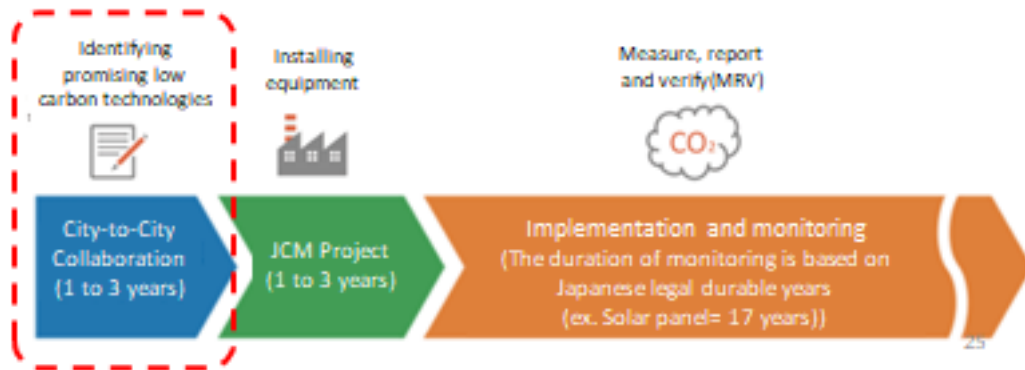 Identifying
promising low
carbon technologies
Installing
equipment
Measure, report
and verify(MRV)
CO₂
City-to-City
Collaboration
(1 to 3 years)
JCM Project
(1 to 3 years)
Implementation and monitoring
(The duration of monitoring is based on
Japanese legal durable years
(ex. Solar panel= 17 years))
25